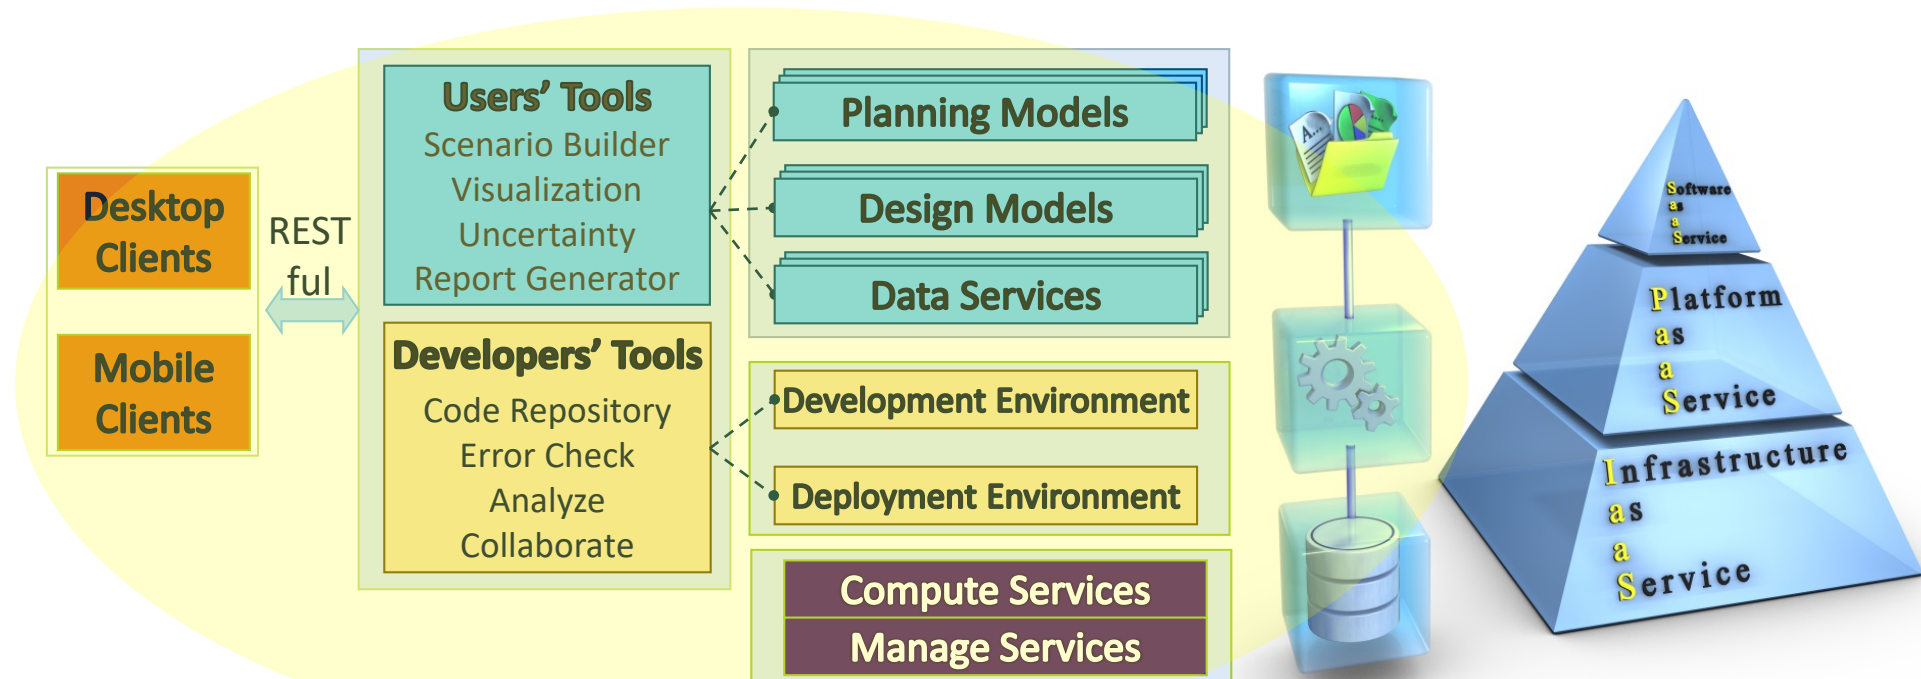 Desktop
Clients
Mobile
Clients
REST
ful
Users’ Tools
Scenario Builder
Visualization
Uncertainty
Report Generator
Developers’ Tools
Code Repository
Error Check
Analyze
Collaborate
Planning Models
Design Models
Data Services
Development Environment
Deployment Environment
Compute Services
Manage Services
A...
Software
as
a
Service
Platform
as
a
Service
Infrastructure
as
a
Service